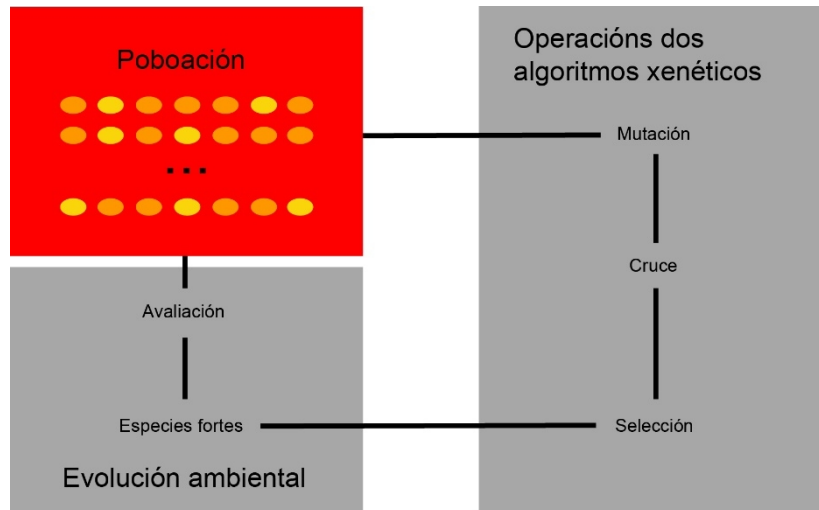 Poboación
...
Operacións dos
algoritmos xenéticos
Mutación
Cruce
Selección
Avaliación
Especies fortes
Evolución ambiental